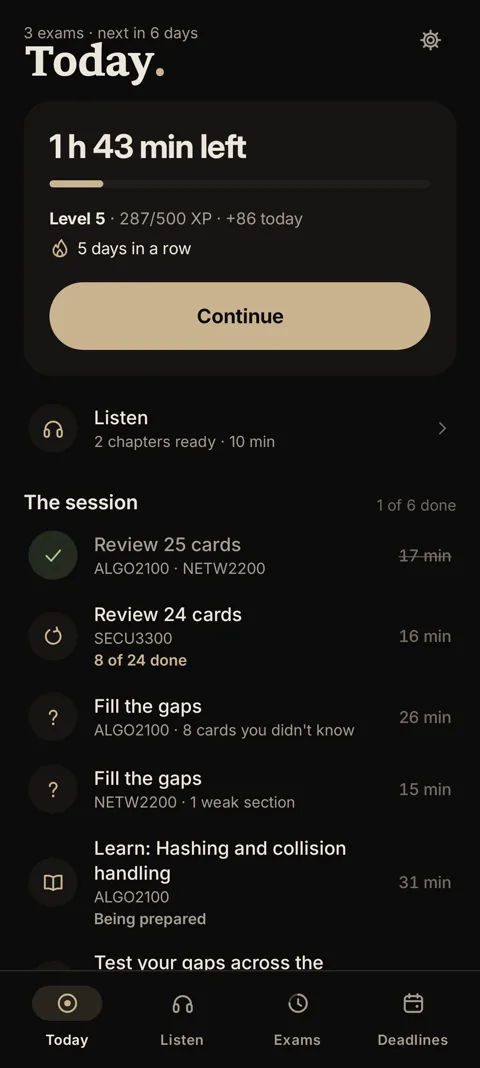 3 exams · next in 6 days
Today.
1 h 43 min left
Level 5 · 287/500 XP · +86 today
5 days in a row
Continue
Listen
2 chapters ready · 10 min
The session
1 of 6 done
Review 25 cards
17 min
ALGO2100 · NETW2200
Review 24 cards
SECU3300
16 min
8 of 24 done
Fill the gaps
26 min
ALGO2100 · 8 cards you didn't know
Fill the gaps
15 min
NETW2200 · 1 weak section
Learn: Hashing and collision
handling
31 min
ALGO2100
Being prepared
Test your gaps across the
Today
Listen
Exams
Deadlines